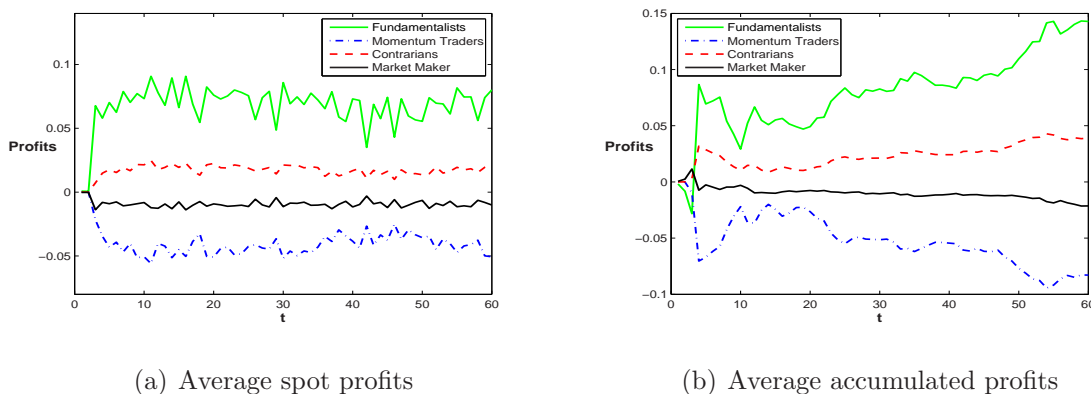 Fundamentalists
Momentum Traders
Contrarians
Market Maker
0.1
0.05
Profits
0
−0.05
0
10
20
30
40
50
60
t
(a) Average spot profits
0.15
Fundamentalists
Momentum Traders
Contrarians
Market Maker
0.1
0.05
Profits
0
−0.05
−0.1
0
10
20
30
40
50
60
t
(b) Average accumulated profits